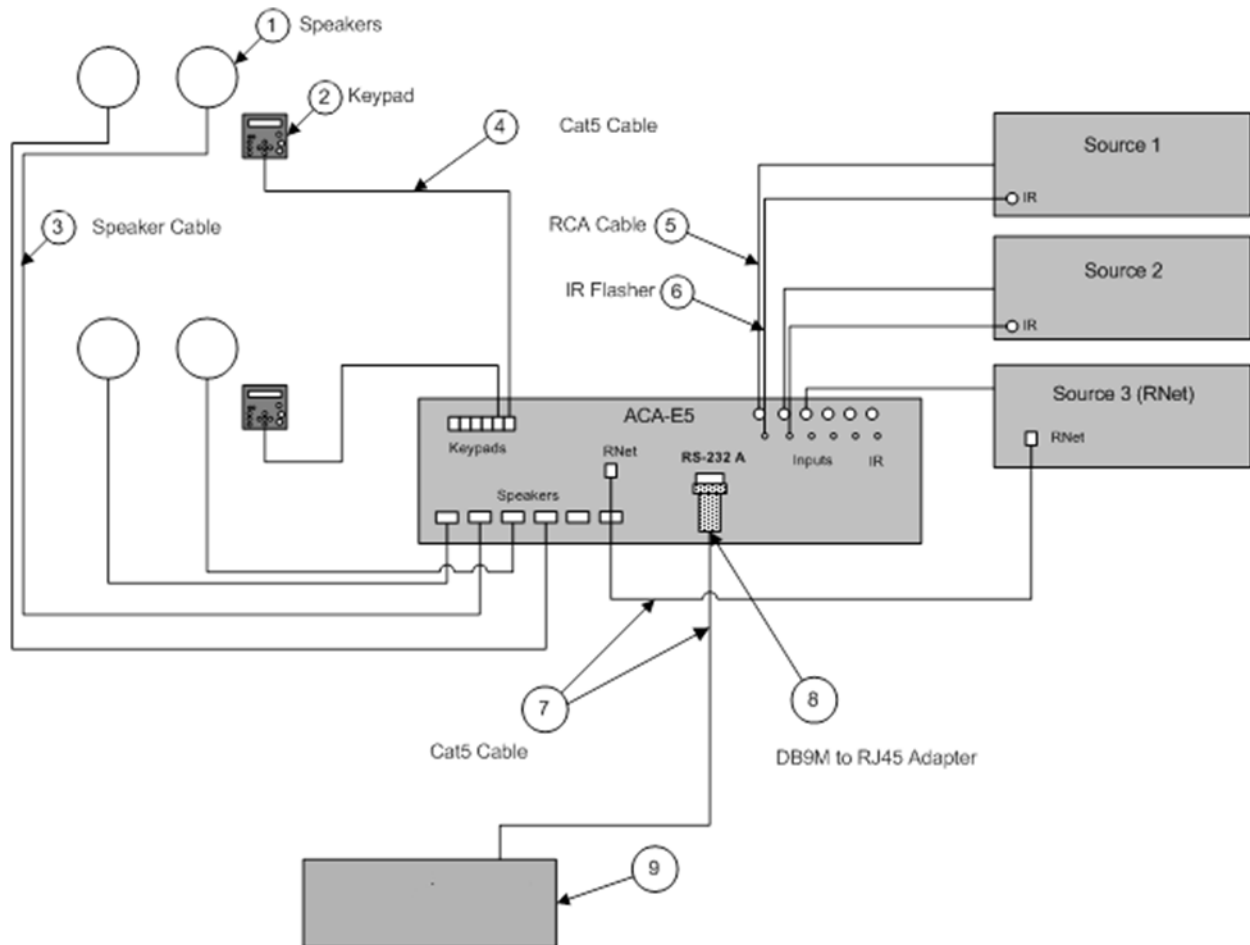 1 Speakers
2 Keypad
4 Cat5 Cable
3 Speaker Cable
RCA Cable 5
IR Flasher 6
Source 1
IR
Source 2
IR
Source 3 (RNet)
RNet
ACA-E5
Keypads
RNet
RS-232 A
Inputs
IR
Speakers
7
Cat5 Cable
8
DB9M to RJ45 Adapter
9